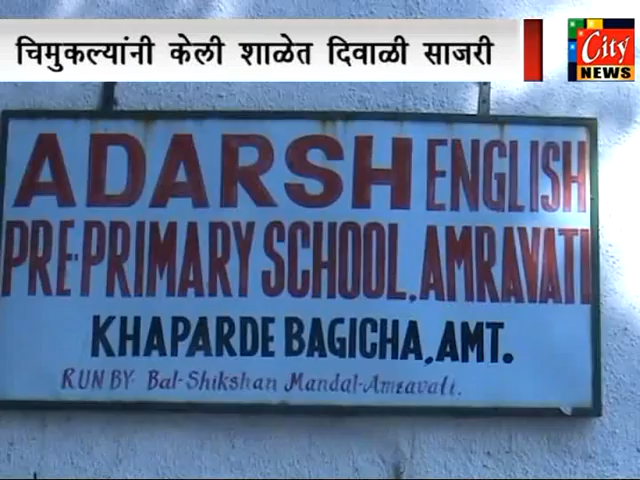 चिमुकल्यांनी केली शाळेत दिवाळी साजरी
City
NEWS
ADARSH ENGLISH
PRE-PRIMARY SCHOOL, AMRAVATI
KHAPARDE BAGICHA, AMT.
RUN BY- Bal-Shikshan Mandal-Amravati.